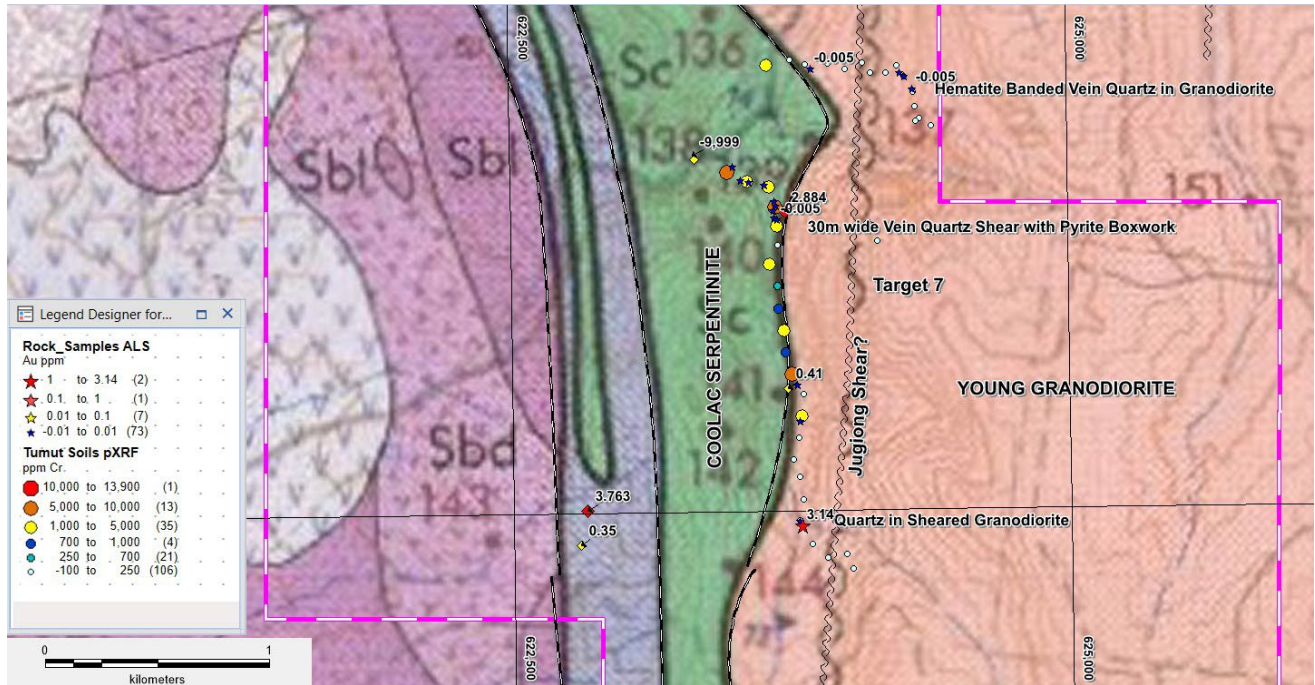 622,500
625,000
136
Sc
-0.005
-0.005
Hematite Banded Vein Quartz in Granodiorite
137
138
-9,999
Sbl
Sb
151
2.884
-0.005
30m wide Vein Quartz Shear with Pyrite Boxwork
140
Target 7
Sc
Legend Designer for...
Rock_Samples ALS
Au ppm
1 to 3.14 (2)
0.1 to 1 (1)
0.01 to 0.1 (7)
-0.01 to 0.01 (73)
Tumut Soils pXRF
ppm Cr
10,000 to 13,900 (1)
5,000 to 10,000 (13)
1,000 to 5,000 (35)
700 to 1,000 (4)
250 to 700 (21)
-100 to 250 (106)
COOLAC SERPENTINITE
0.41
Jugiong Shear?
YOUNG GRANODIORITE
Sbd
143
142
3.763
3.14
Quartz in Sheared Granodiorite
0.35
144
622,500
625,000
0 1
kilometers